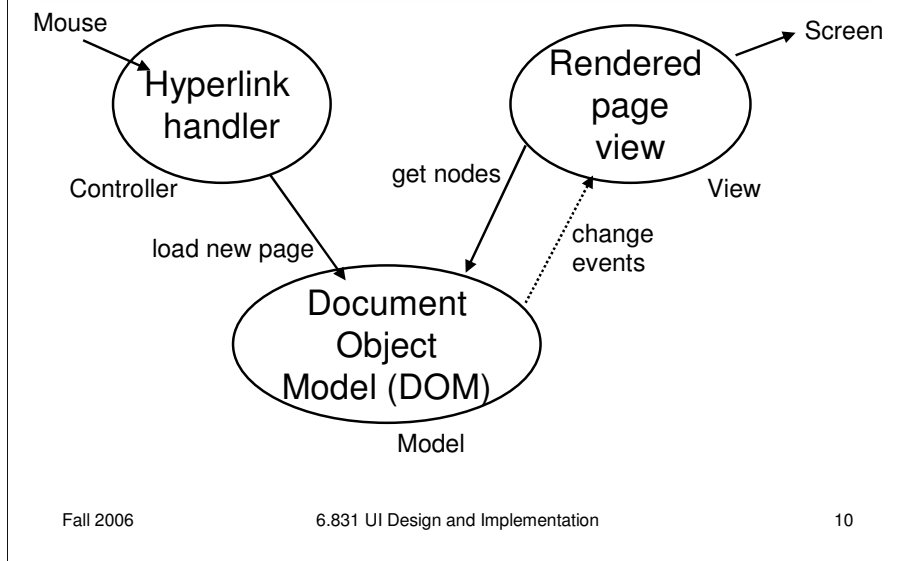 Mouse
Hyperlink
handler
Controller
load new page
Rendered
page
view
Screen
View
get nodes
change
events
Document
Object
Model (DOM)
Model
Fall 2006
6.831 UI Design and Implementation
10